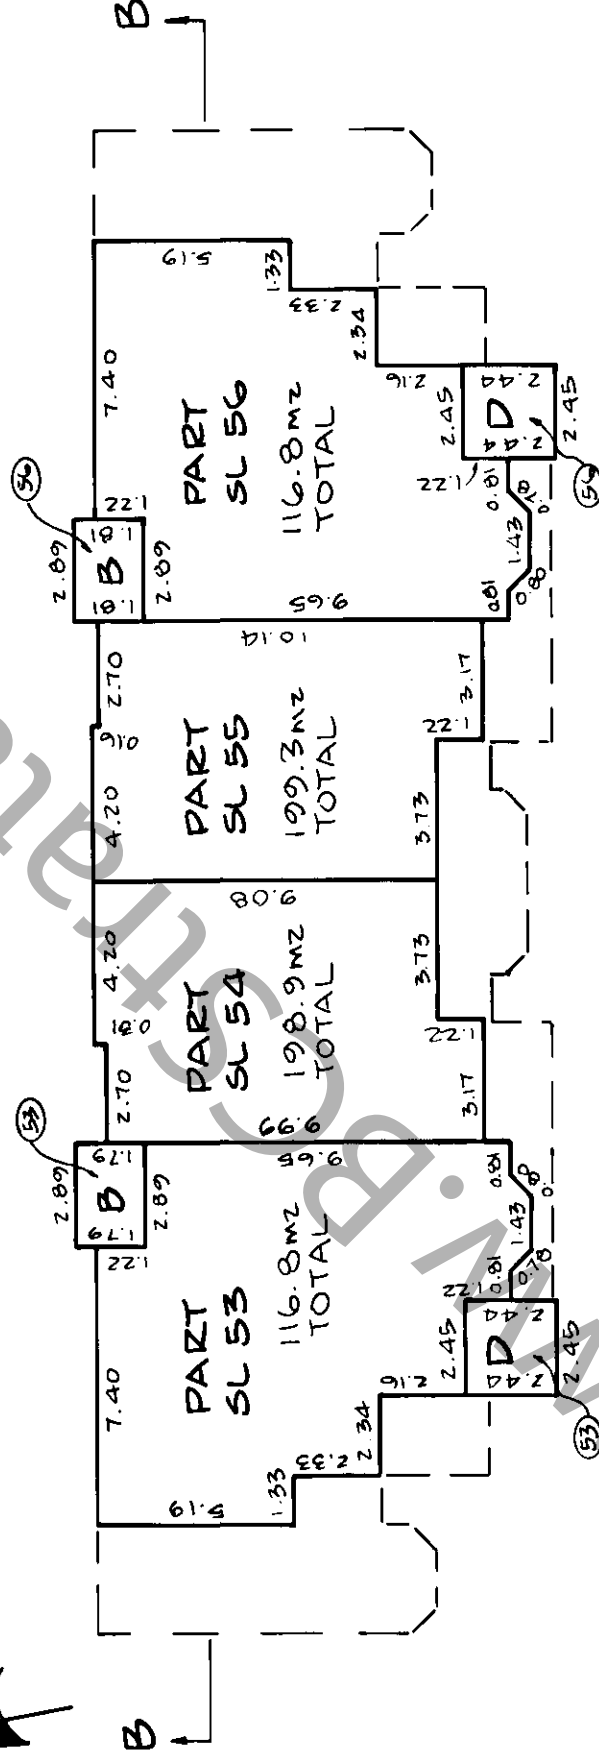 B
5.19
1.33
2.33
7.40
2.34
2.16
PART
SL 56
116.8m2
TOTAL
2.45
2.44
D
2.44
2.45
56
56
1.22
1.22
2.89
1.81
B
1.81
2.89
0.81
0.78
1.43
0.80
0.81
9.65
10.14
2.70
3.17
0.16
1.22
PART
SL 55
199.3m2
TOTAL
4.20
3.73
9.08
4.20
3.73
0.31
1.22
PART
SL 54
198.9m2
TOTAL
2.70
3.17
9.99
53
2.89
1.79
B
1.79
2.89
9.65
0.81
1.43
0.78
0.81
1.22
1.22
PART
SL 53
116.8m2
TOTAL
2.45
2.44
D
2.44
2.45
53
7.40
2.16
2.34
2.33
1.33
5.19
B